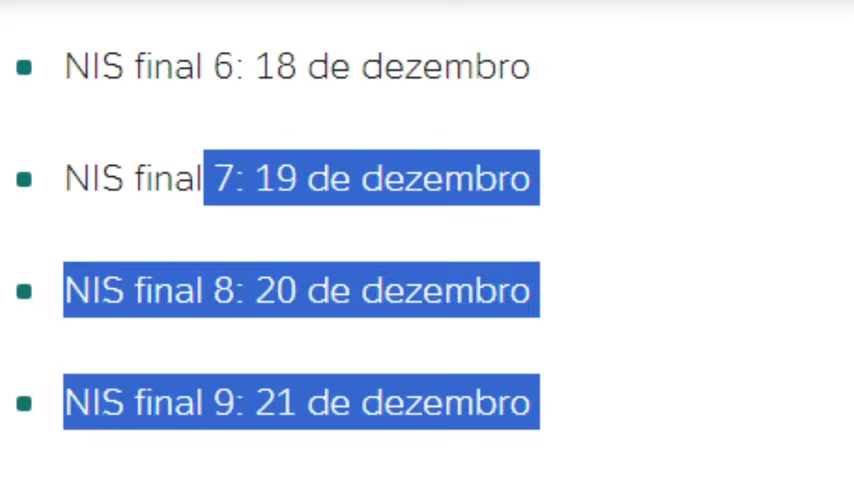 NIS final 6: 18 de dezembro
NIS final 7: 19 de dezembro
NIS final 8: 20 de dezembro
NIS final 9: 21 de dezembro